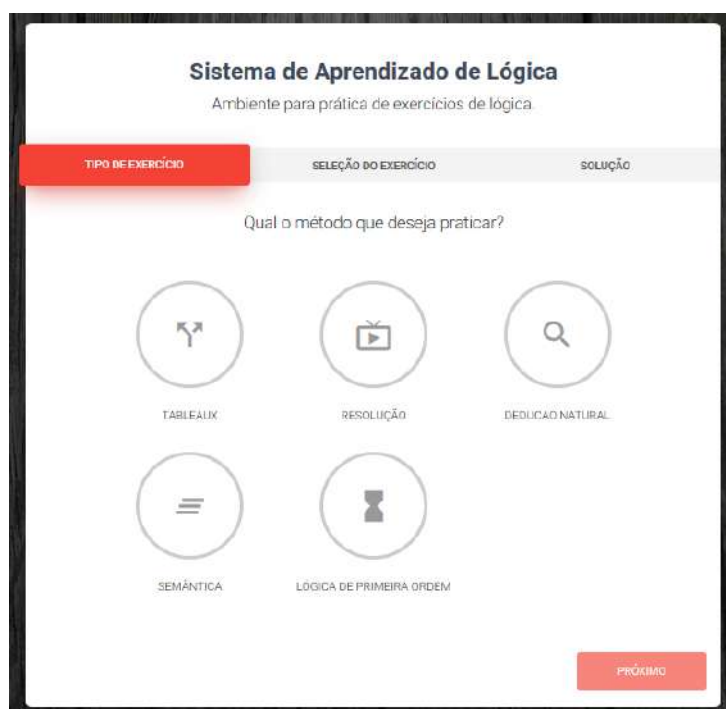 Sistema de Aprendizado de Lógica
Ambiente para prática de exercícios de lógica.
TIPO DE EXERCÍCIO SELEÇÃO DO EXERCÍCIO SOLUÇÃO
Qual o método que deseja praticar?
TABLEAUX RESOLUÇÃO DEDUCAO NATURAL
SEMÂNTICA LÓGICA DE PRIMEIRA ORDEM
PRÓXIMO